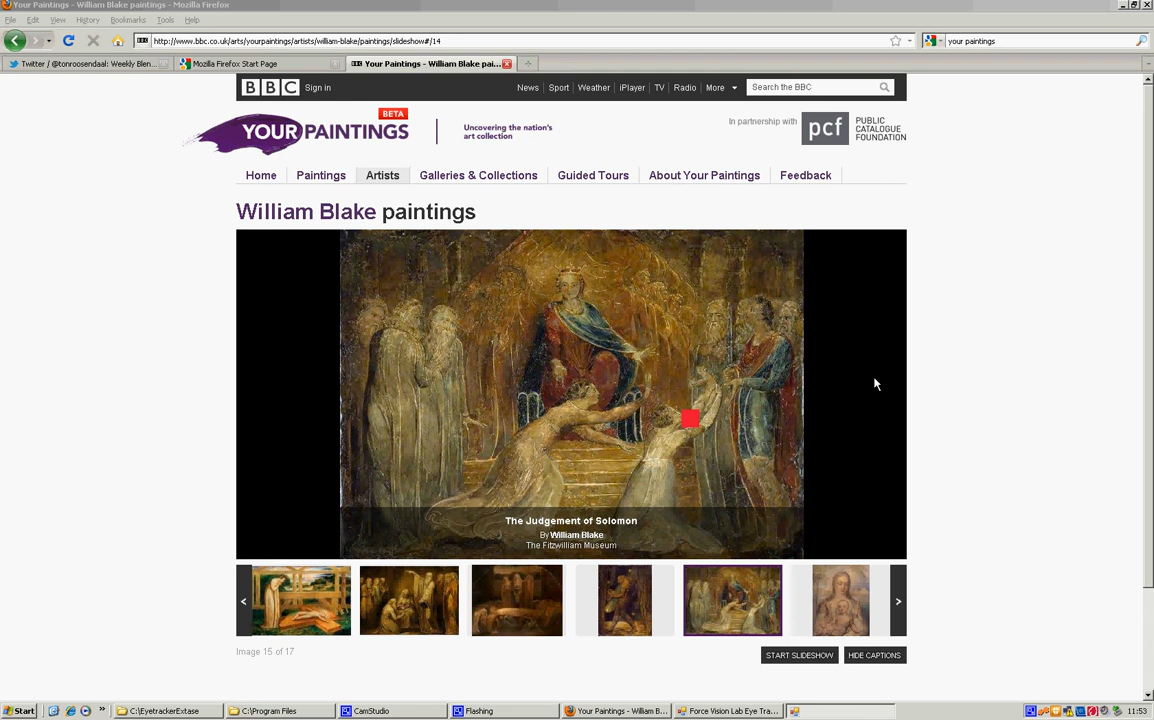 Your Paintings - William Blake paintings - Mozilla Firefox
File Edit View History Bookmarks Tools Help
http://www.bbc.co.uk/arts/yourpaintings/artists/william-blake/paintings/slideshow#/14
your paintings
Twitter / @tonroosendaal: Weekly Blen...
Mozilla Firefox Start Page
Your Paintings - William Blake pai...
BBC Sign in News Sport Weather iPlayer TV Radio More Search the BBC
BETA
YOURPAINTINGS
Uncovering the nation's
art collection
In partnership with pcf PUBLIC
CATALOGUE
FOUNDATION
Home Paintings Artists Galleries & Collections Guided Tours About Your Paintings Feedback
William Blake paintings
The Judgement of Solomon
By William Blake
The Fitzwilliam Museum
< >
Image 15 of 17
START SLIDESHOW HIDE CAPTIONS
Start » C:\EyetrackerExtase C:\Program Files CamStudio Flashing Your Paintings - William B... Force Vision Lab Eye Tra... 11:53